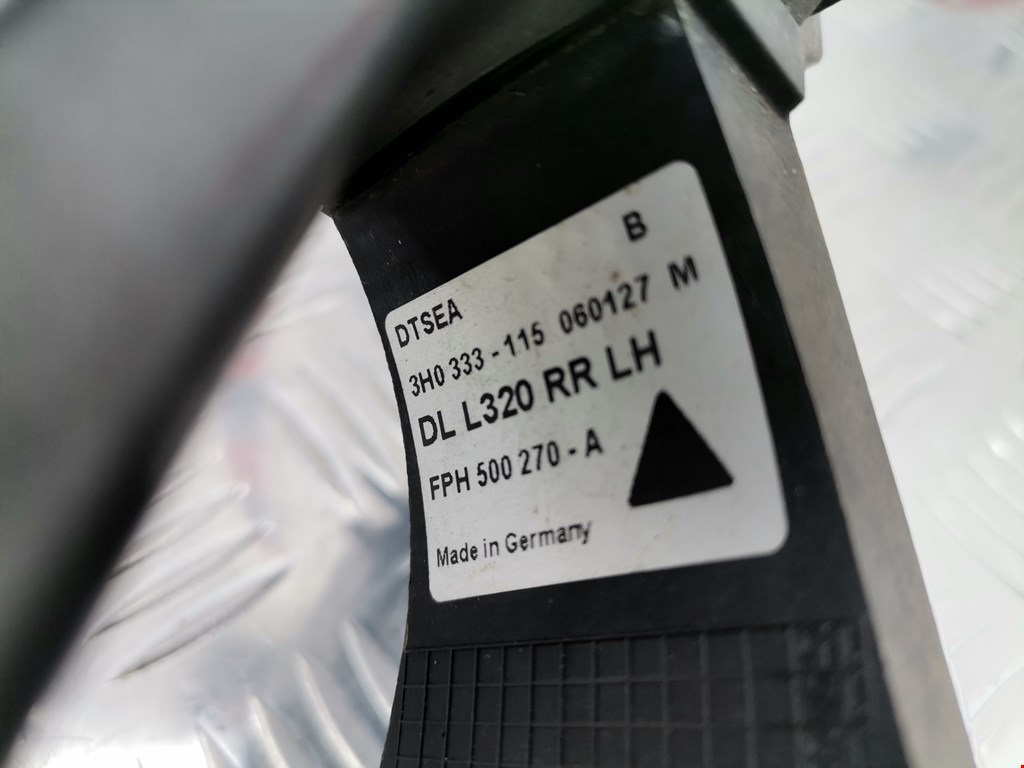 B
DTSEA
3H0 333 - 115 060127 M
DL L320 RR LH
FPH 500 270 - A
Made in Germany